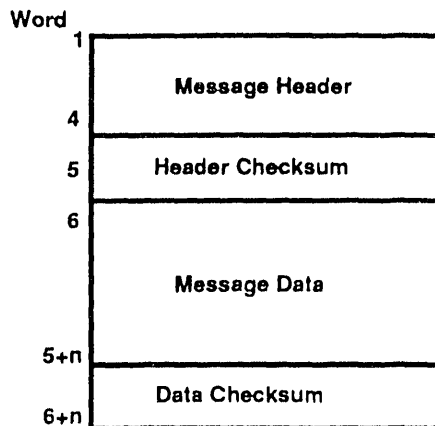 Word
1
Message Header
4
5 Header Checksum
6
Message Data
5+n
Data Checksum
6+n